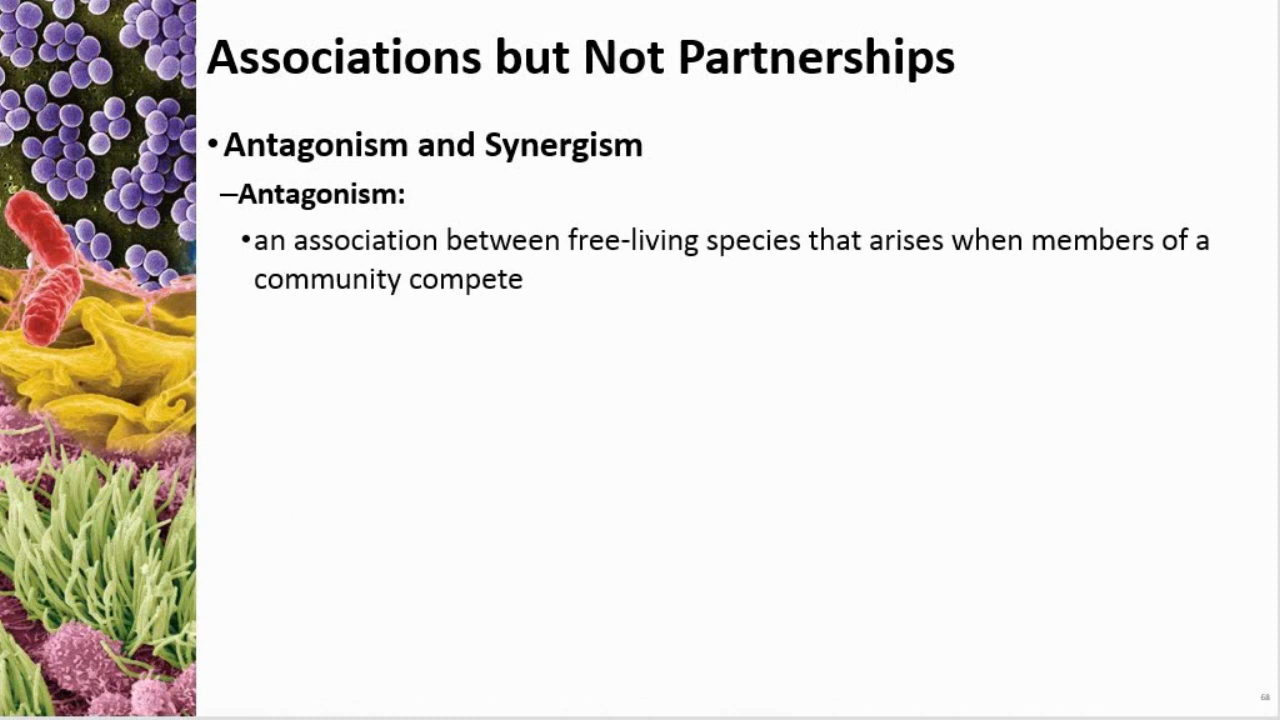 Associations but Not Partnerships
•Antagonism and Synergism
–Antagonism:
•an association between free-living species that arises when members of a
community compete
68